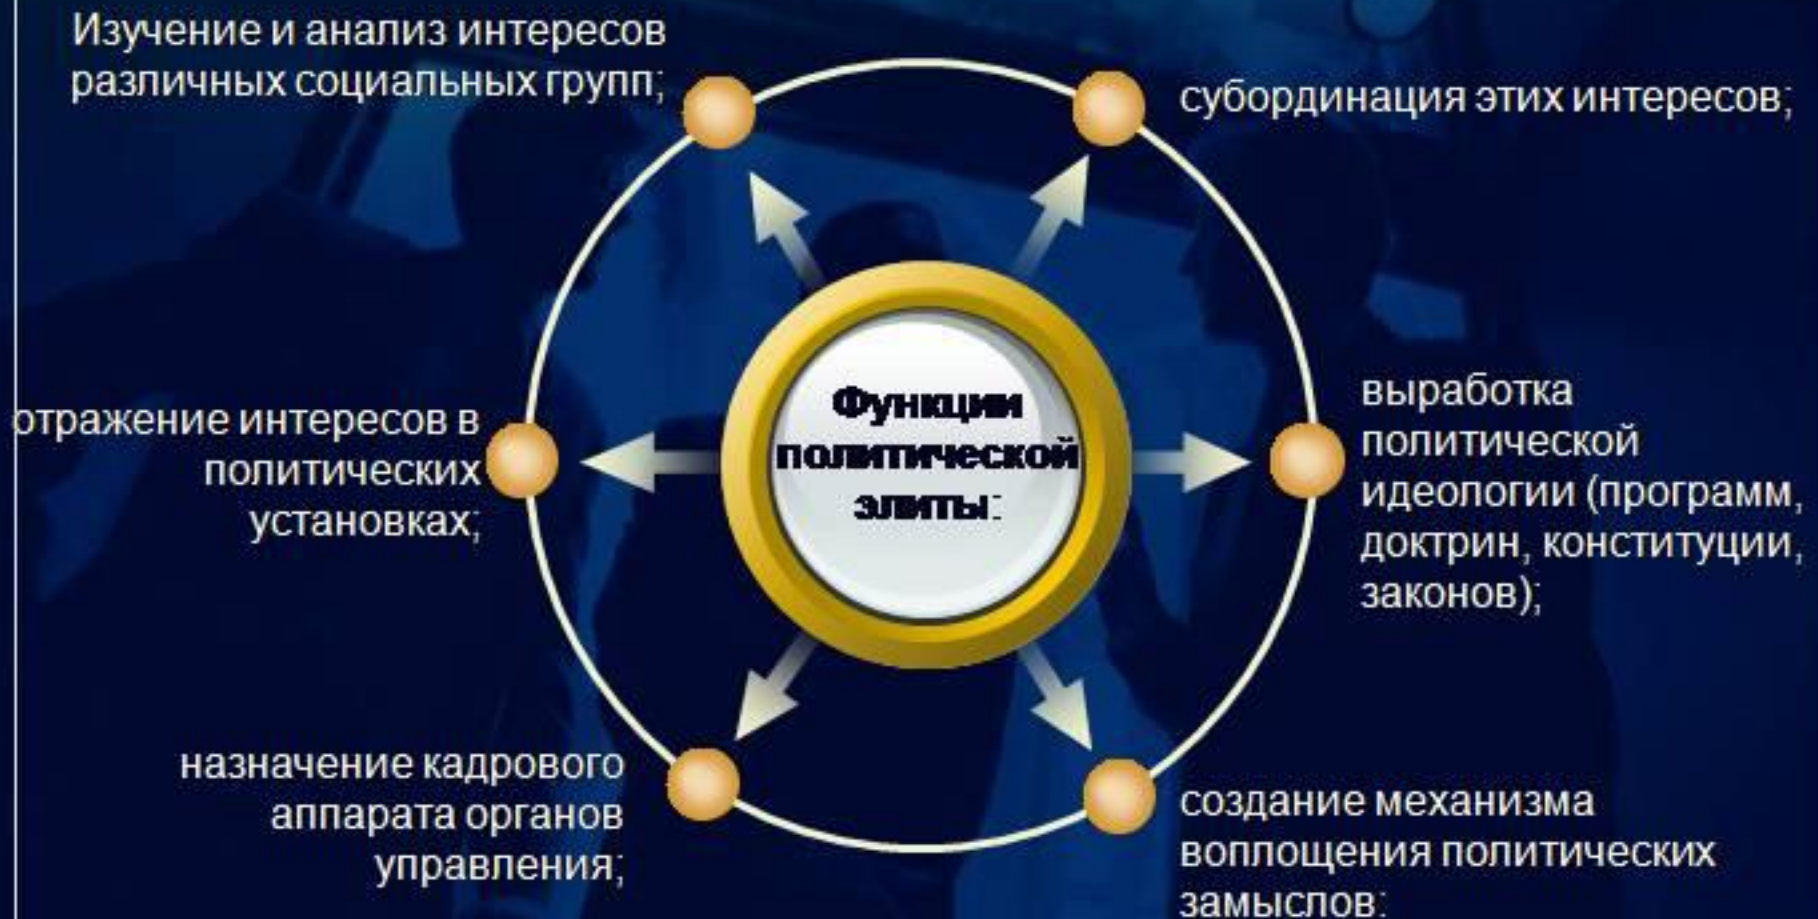 Изучение и анализ интересов
различных социальных групп;
субординация этих интересов;
отражение интересов в
политических
установках;
Функции
политической
элиты:
выработка
политической
идеологии (программ,
доктрин, конституции,
законов);
назначение кадрового
аппарата органов
управления;
создание механизма
воплощения политических
замыслов: